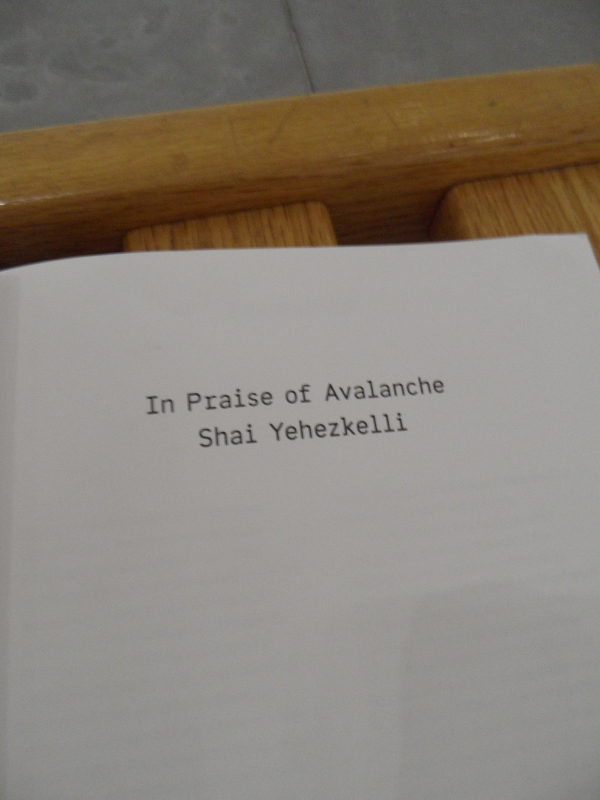 In Praise of Avalanche
Shai Yehezkelli